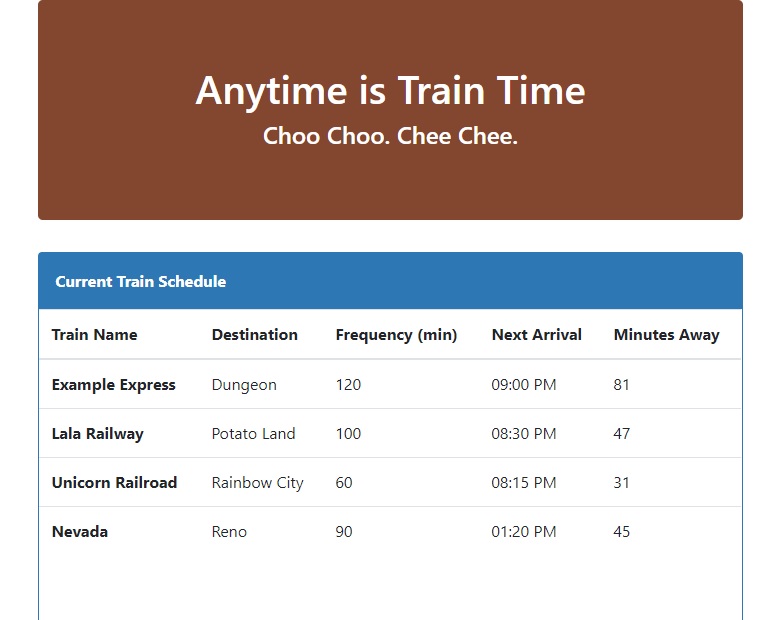 Anytime is Train Time
Choo Choo. Chee Chee.
Current Train Schedule
Train Name Destination Frequency (min) Next Arrival Minutes Away
Example Express Dungeon 120 09:00 PM 81
Lala Railway Potato Land 100 08:30 PM 47
Unicorn Railroad Rainbow City 60 08:15 PM 31
Nevada Reno 90 01:20 PM 45